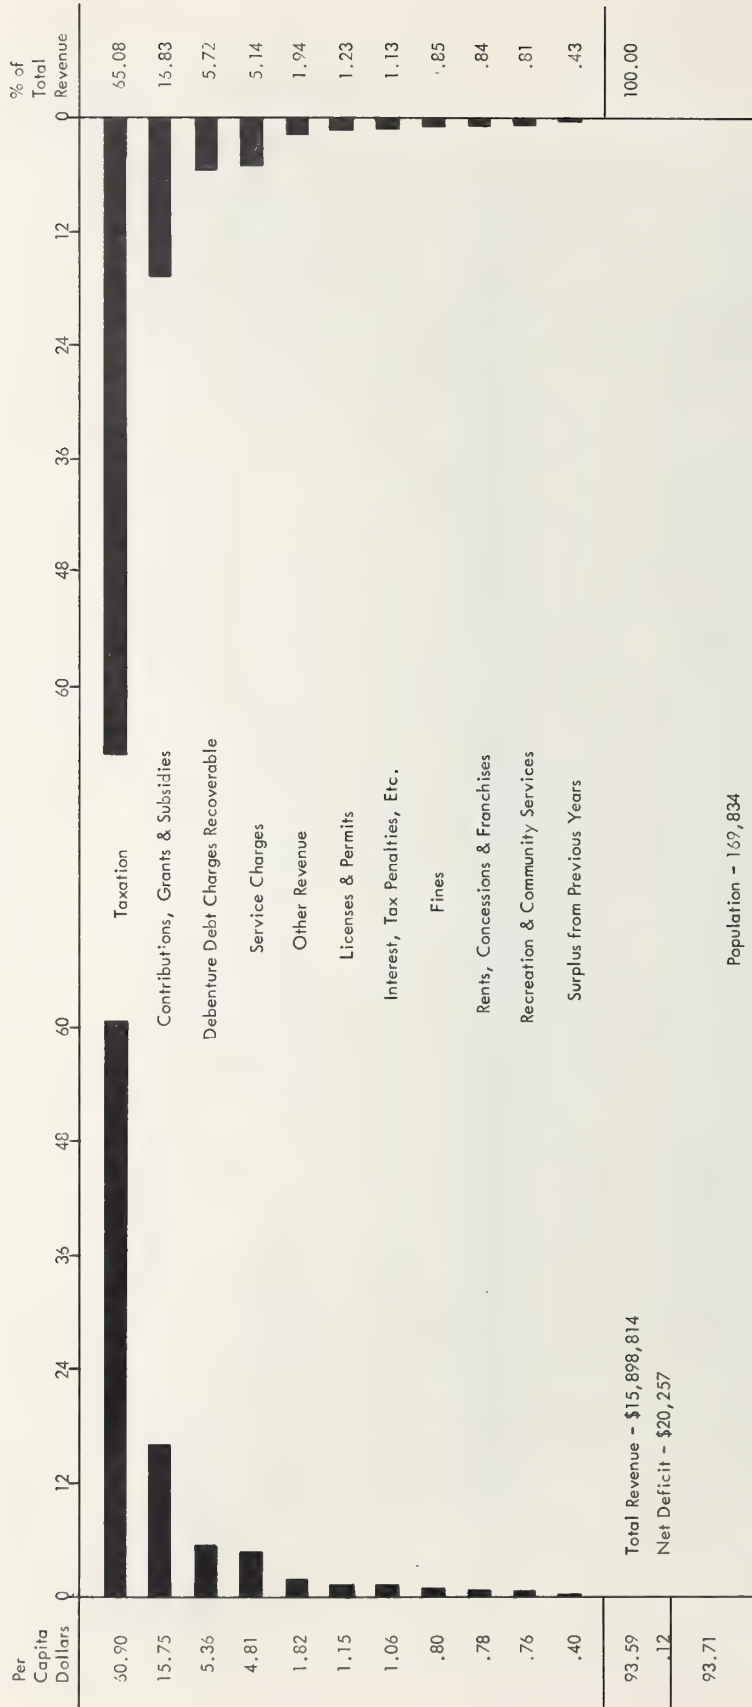 Per % of
Capita Total
Dollars 0 12 24 36 48 60 60 48 36 24 12 0 Revenue
60.90 Taxation 65.08
15.75 Contributions, Grants & Subsidies 16.83
5.36 Debenture Debt Charges Recoverable 5.72
4.81 Service Charges 5.14
1.82 Other Revenue 1.94
1.15 Licenses & Permits 1.23
1.06 Interest, Tax Penalties, Etc. 1.13
.80 Fines .85
.78 Rents, Concessions & Franchises .84
.76 Recreation & Community Services .81
.40 Surplus from Previous Years .43
93.59 Total Revenue - $15,898,814 100.00
.12 Net Deficit - $20,257
93.71 Population - 169,834